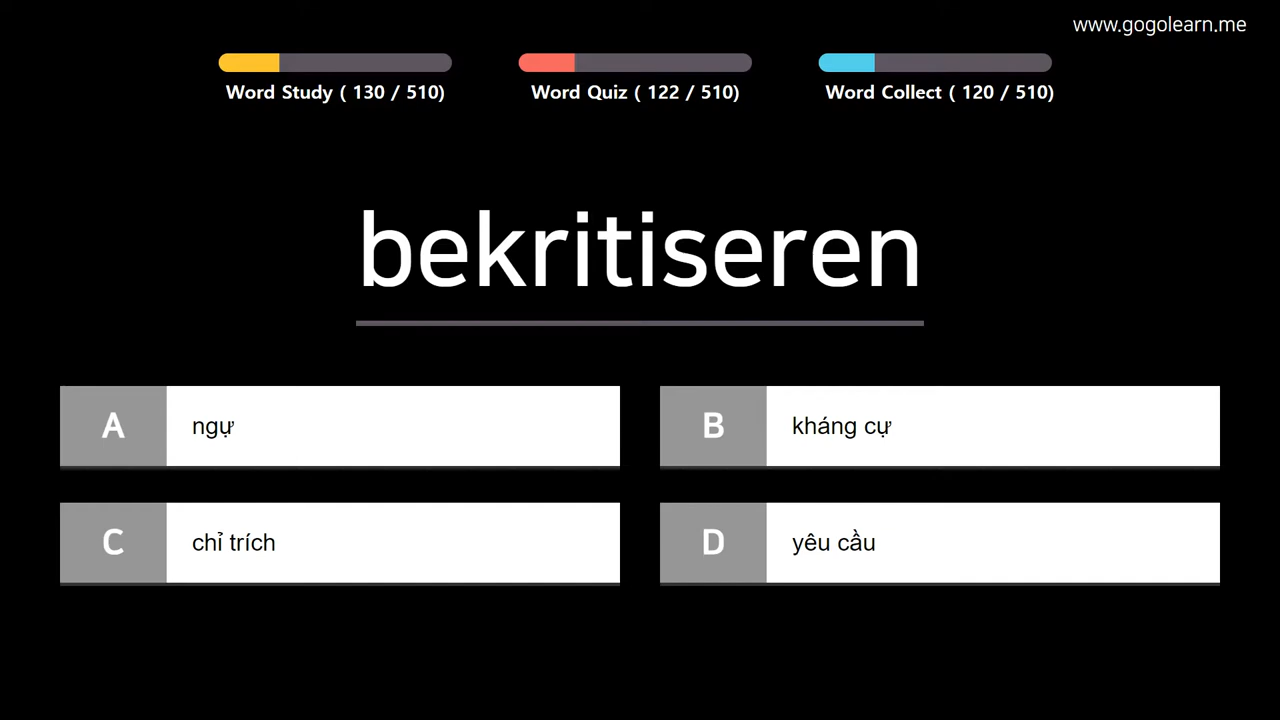 www.gogolearn.me
Word Study ( 130 / 510)
Word Quiz ( 122 / 510)
Word Collect ( 120 / 510)
bekritiseren
A ngự
B kháng cự
C chỉ trích
D yêu cầu